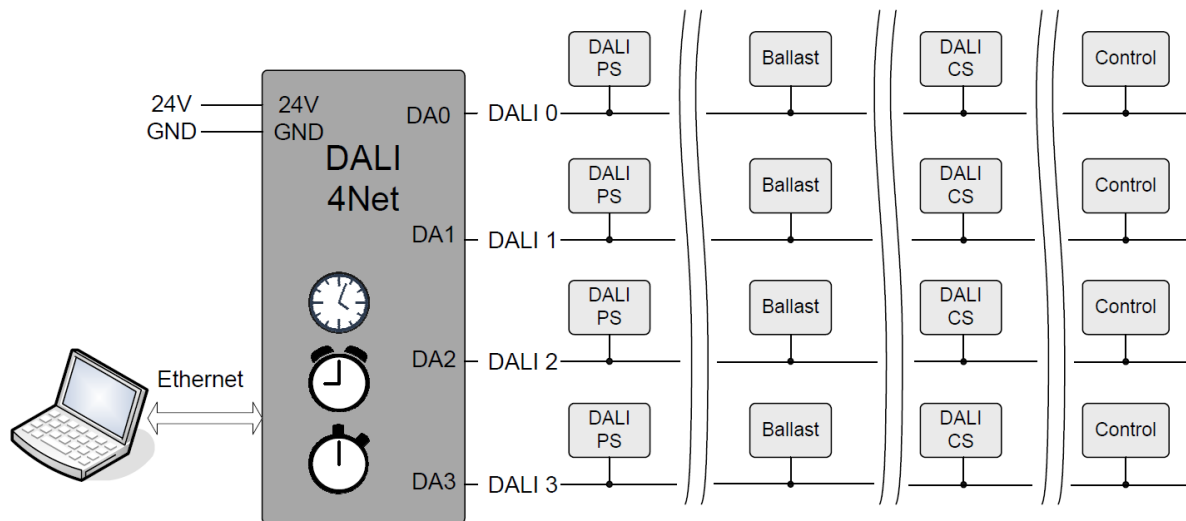 24V
GND
24V
GND
DALI
4Net
DA0
DALI 0
DALI
PS
Ballast
DALI
CS
Control
DA1
DALI 1
DALI
PS
Ballast
DALI
CS
Control
DA2
DALI 2
DALI
PS
Ballast
DALI
CS
Control
Ethernet
DA3
DALI 3
DALI
PS
Ballast
DALI
CS
Control